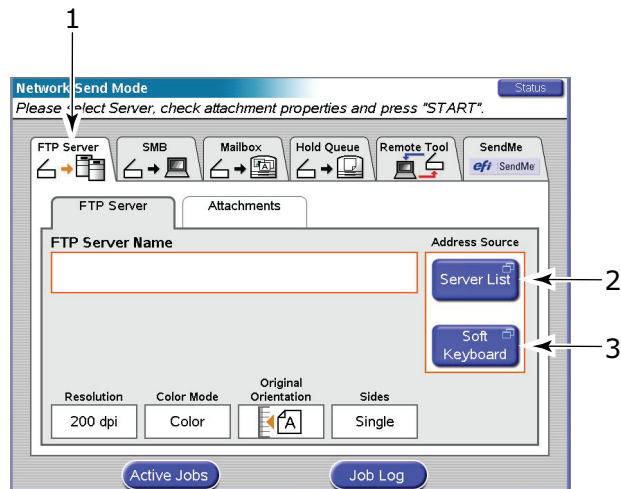 1
Network Send Mode
Status
Please select Server, check attachment properties and press "START".
FTP Server
SMB
Mailbox
Hold Queue
Remote Tool
SendMe
efi SendMe
FTP Server
Attachments
FTP Server Name
Address Source
Server List
2
Soft
Keyboard
3
Resolution
Color Mode
Original
Orientation
Sides
200 dpi
Color
A
Single
Active Jobs
Job Log